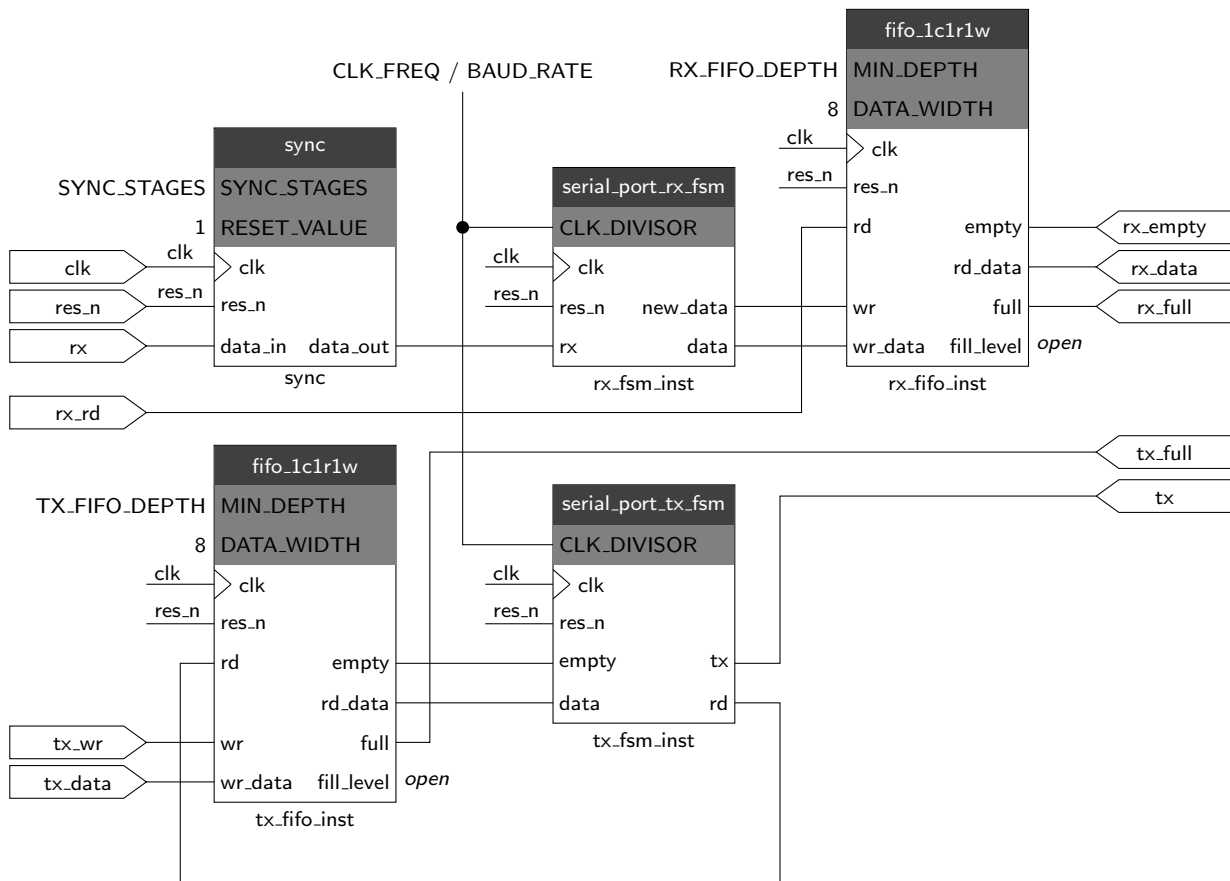 fifo_1c1r1w
CLK_FREQ / BAUD_RATE
RX_FIFO_DEPTH MIN_DEPTH
8 DATA_WIDTH
sync
clk
clk
SYNC_STAGES SYNC_STAGES
serial_port_rx_fsm
res_n
res_n
1 RESET_VALUE
CLK_DIVISOR
rd empty
rx_empty
clk
clk
clk
clk
clk
rd_data
rx_data
res_n
res_n
res_n
res_n
res_n new_data
wr full
rx_full
rx
data_in data_out
rx data
wr_data fill_level
open
sync
rx_fsm_inst
rx_fifo_inst
rx_rd
tx_full
fifo_1c1r1w
tx
TX_FIFO_DEPTH MIN_DEPTH
serial_port_tx_fsm
8 DATA_WIDTH
CLK_DIVISOR
clk
clk
clk
clk
res_n
res_n
res_n
res_n
rd empty
empty tx
rd_data
data rd
tx_wr
wr full
tx_fsm_inst
tx_data
wr_data fill_level
open
tx_fifo_inst